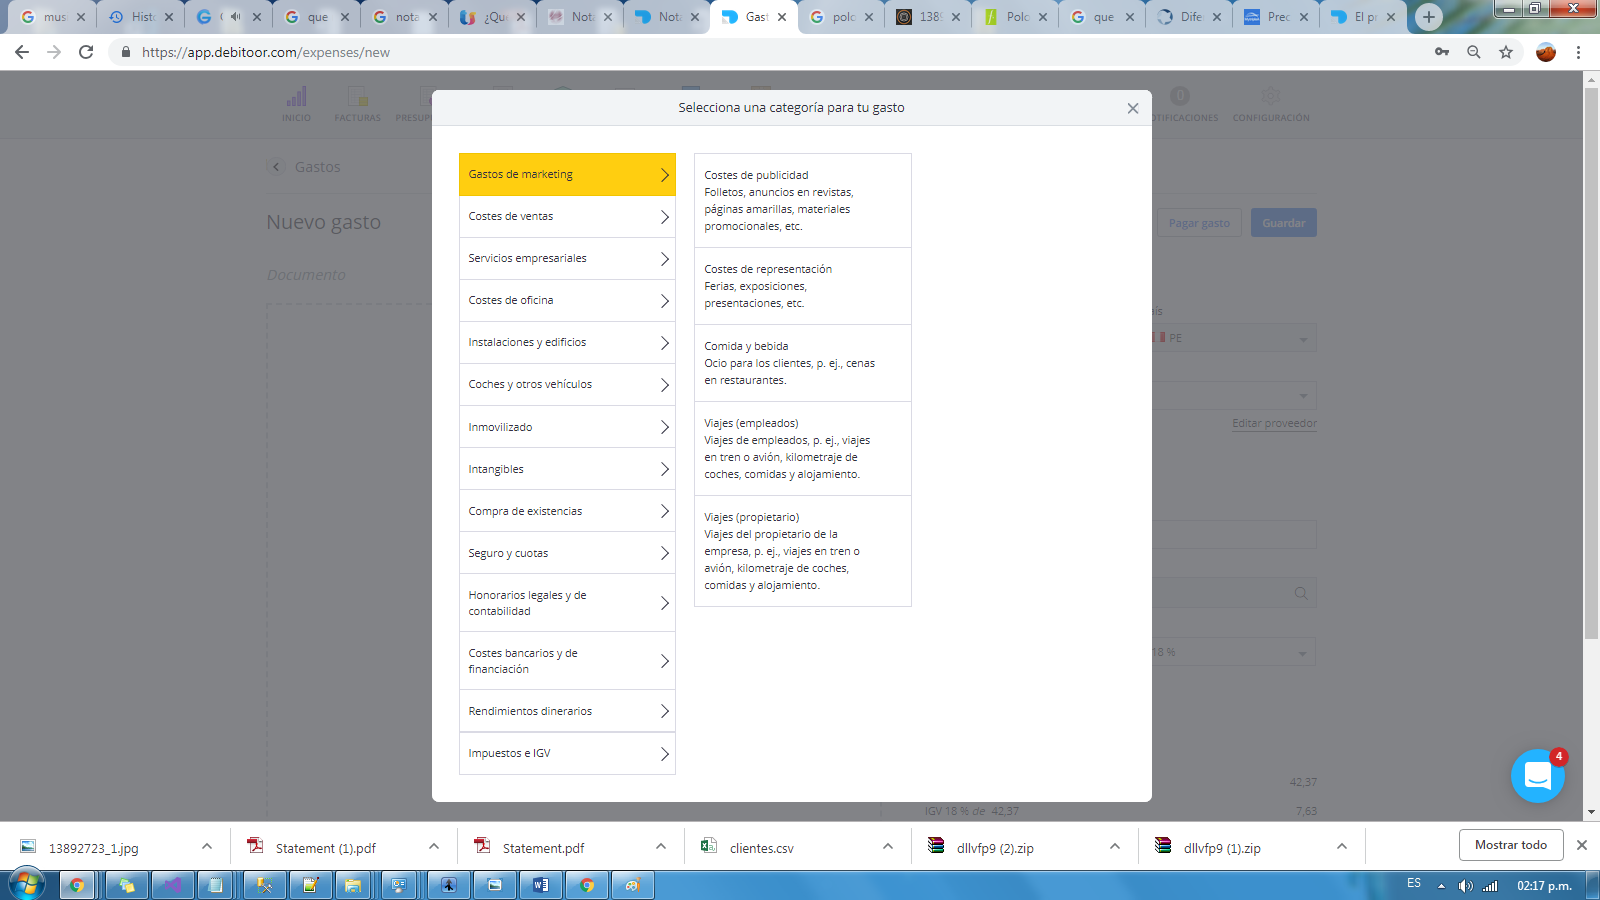 mus
Histo
que
nota
¿Que
Nota
Nota
Gast
polo
1389
Polo
que
Dife
Prec
El pr
https://app.debitoor.com/expenses/new
INICIO
FACTURAS
PRESUP
0
OTIFICACIONES
CONFIGURACIÓN
Gastos
Nuevo gasto
Pagar gasto
Guardar
Documento
Selecciona una categoría para tu gasto
Gastos de marketing
Costes de ventas
Servicios empresariales
Costes de oficina
Instalaciones y edificios
Coches y otros vehículos
Inmovilizado
Intangibles
Compra de existencias
Seguro y cuotas
Honorarios legales y de
contabilidad
Costes bancarios y de
financiación
Rendimientos dinerarios
Impuestos e IGV
Costes de publicidad
Folletos, anuncios en revistas,
páginas amarillas, materiales
promocionales, etc.
Costes de representación
Ferias, exposiciones,
presentaciones, etc.
Comida y bebida
Ocio para los clientes, p. ej., cenas
en restaurantes.
Viajes (empleados)
Viajes de empleados, p. ej., viajes
en tren o avión, kilometraje de
coches, comidas y alojamiento.
Viajes (propietario)
Viajes del propietario de la
empresa, p. ej., viajes en tren o
avión, kilometraje de coches,
comidas y alojamiento.
aís
PE
Editar proveedor
18 %
42,37
IGV 18 % de 42,37
7,63
4
13892723_1.jpg
Statement (1).pdf
Statement.pdf
clientes.csv
dllvfp9 (2).zip
dllvfp9 (1).zip
Mostrar todo
ES
02:17 p.m.